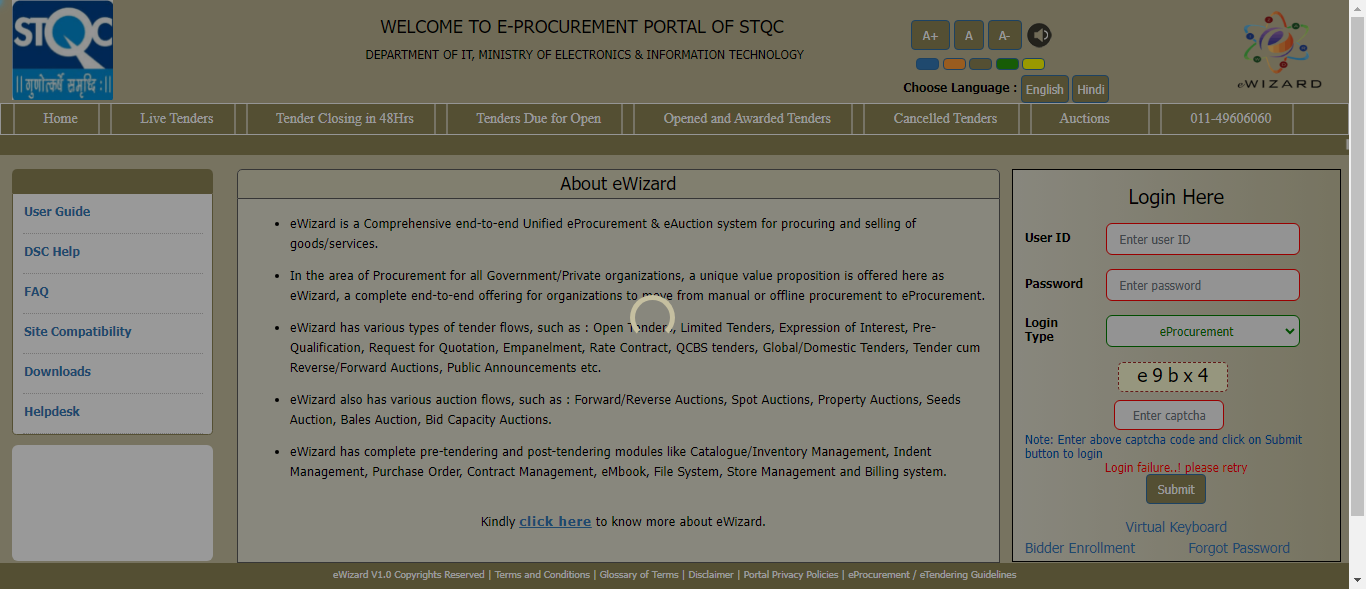 STQC
॥ गुणोत्कर्षे समृद्धिः॥
WELCOME TO E-PROCUREMENT PORTAL OF STQC
DEPARTMENT OF IT, MINISTRY OF ELECTRONICS & INFORMATION TECHNOLOGY
A+ A A-
Choose Language : English Hindi
eWIZARD
Home Live Tenders Tender Closing in 48Hrs Tenders Due for Open Opened and Awarded Tenders Cancelled Tenders Auctions 011-49606060
User Guide
DSC Help
FAQ
Site Compatibility
Downloads
Helpdesk
About eWizard
• eWizard is a Comprehensive end-to-end Unified eProcurement & eAuction system for procuring and selling of
goods/services.
• In the area of Procurement for all Government/Private organizations, a unique value proposition is offered here as
eWizard, a complete end-to-end offering for organizations to move from manual or offline procurement to eProcurement.
• eWizard has various types of tender flows, such as : Open Tenders, Limited Tenders, Expression of Interest, Pre-
Qualification, Request for Quotation, Empanelment, Rate Contract, QCBS tenders, Global/Domestic Tenders, Tender cum
Reverse/Forward Auctions, Public Announcements etc.
• eWizard also has various auction flows, such as : Forward/Reverse Auctions, Spot Auctions, Property Auctions, Seeds
Auction, Bales Auction, Bid Capacity Auctions.
• eWizard has complete pre-tendering and post-tendering modules like Catalogue/Inventory Management, Indent
Management, Purchase Order, Contract Management, eMbook, File System, Store Management and Billing system.
Kindly click here to know more about eWizard.
Login Here
User ID Enter user ID
Password Enter password
Login
Type eProcurement
e 9 b x 4
Enter captcha
Note: Enter above captcha code and click on Submit
button to login
Login failure..! please retry
Submit
Virtual Keyboard
Bidder Enrollment Forgot Password
eWizard V1.0 Copyrights Reserved | Terms and Conditions | Glossary of Terms | Disclaimer | Portal Privacy Policies | eProcurement / eTendering Guidelines